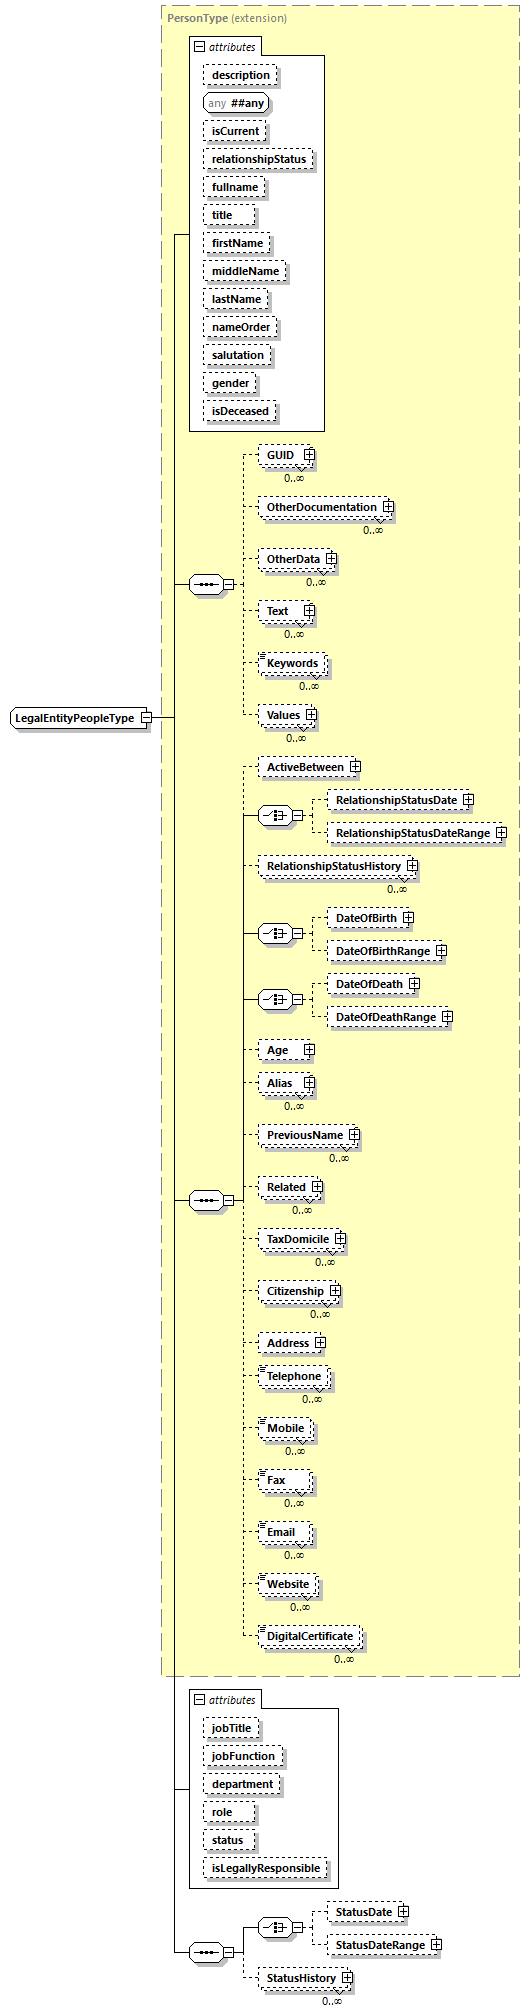 PersonType (extension)
attributes
description
any ##any
isCurrent
relationshipStatus
fullname
title
firstName
middleName
lastName
nameOrder
salutation
gender
isDeceased
GUID
0..∞
OtherDocumentation
0..∞
OtherData
0..∞
Text
0..∞
Keywords
0..∞
LegalEntityPeopleType
Values
0..∞
ActiveBetween
RelationshipStatusDate
RelationshipStatusDateRange
RelationshipStatusHistory
0..∞
DateOfBirth
DateOfBirthRange
DateOfDeath
DateOfDeathRange
Age
Alias
0..∞
PreviousName
0..∞
Related
0..∞
TaxDomicile
0..∞
Citizenship
0..∞
Address
Telephone
0..∞
Mobile
0..∞
Fax
0..∞
Email
0..∞
Website
0..∞
DigitalCertificate
0..∞
attributes
jobTitle
jobFunction
department
role
status
isLegallyResponsible
StatusDate
StatusDateRange
StatusHistory
0..∞